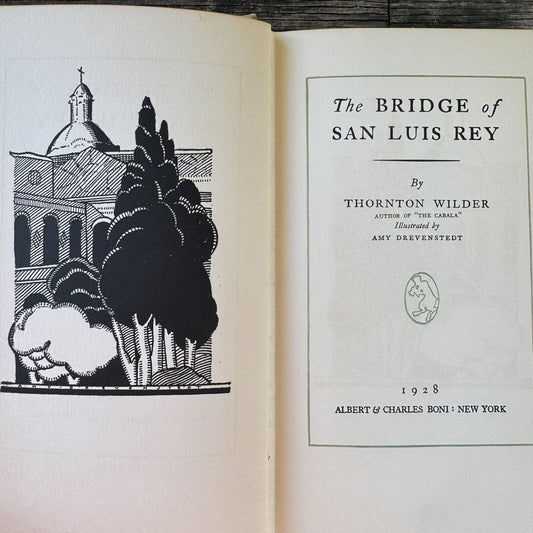 The BRIDGE of
SAN LUIS REY
By
THORNTON WILDER
AUTHOR OF "THE CABALA"
Illustrated by
AMY DREVENSTEDT
1928
ALBERT & CHARLES BONI : NEW YORK